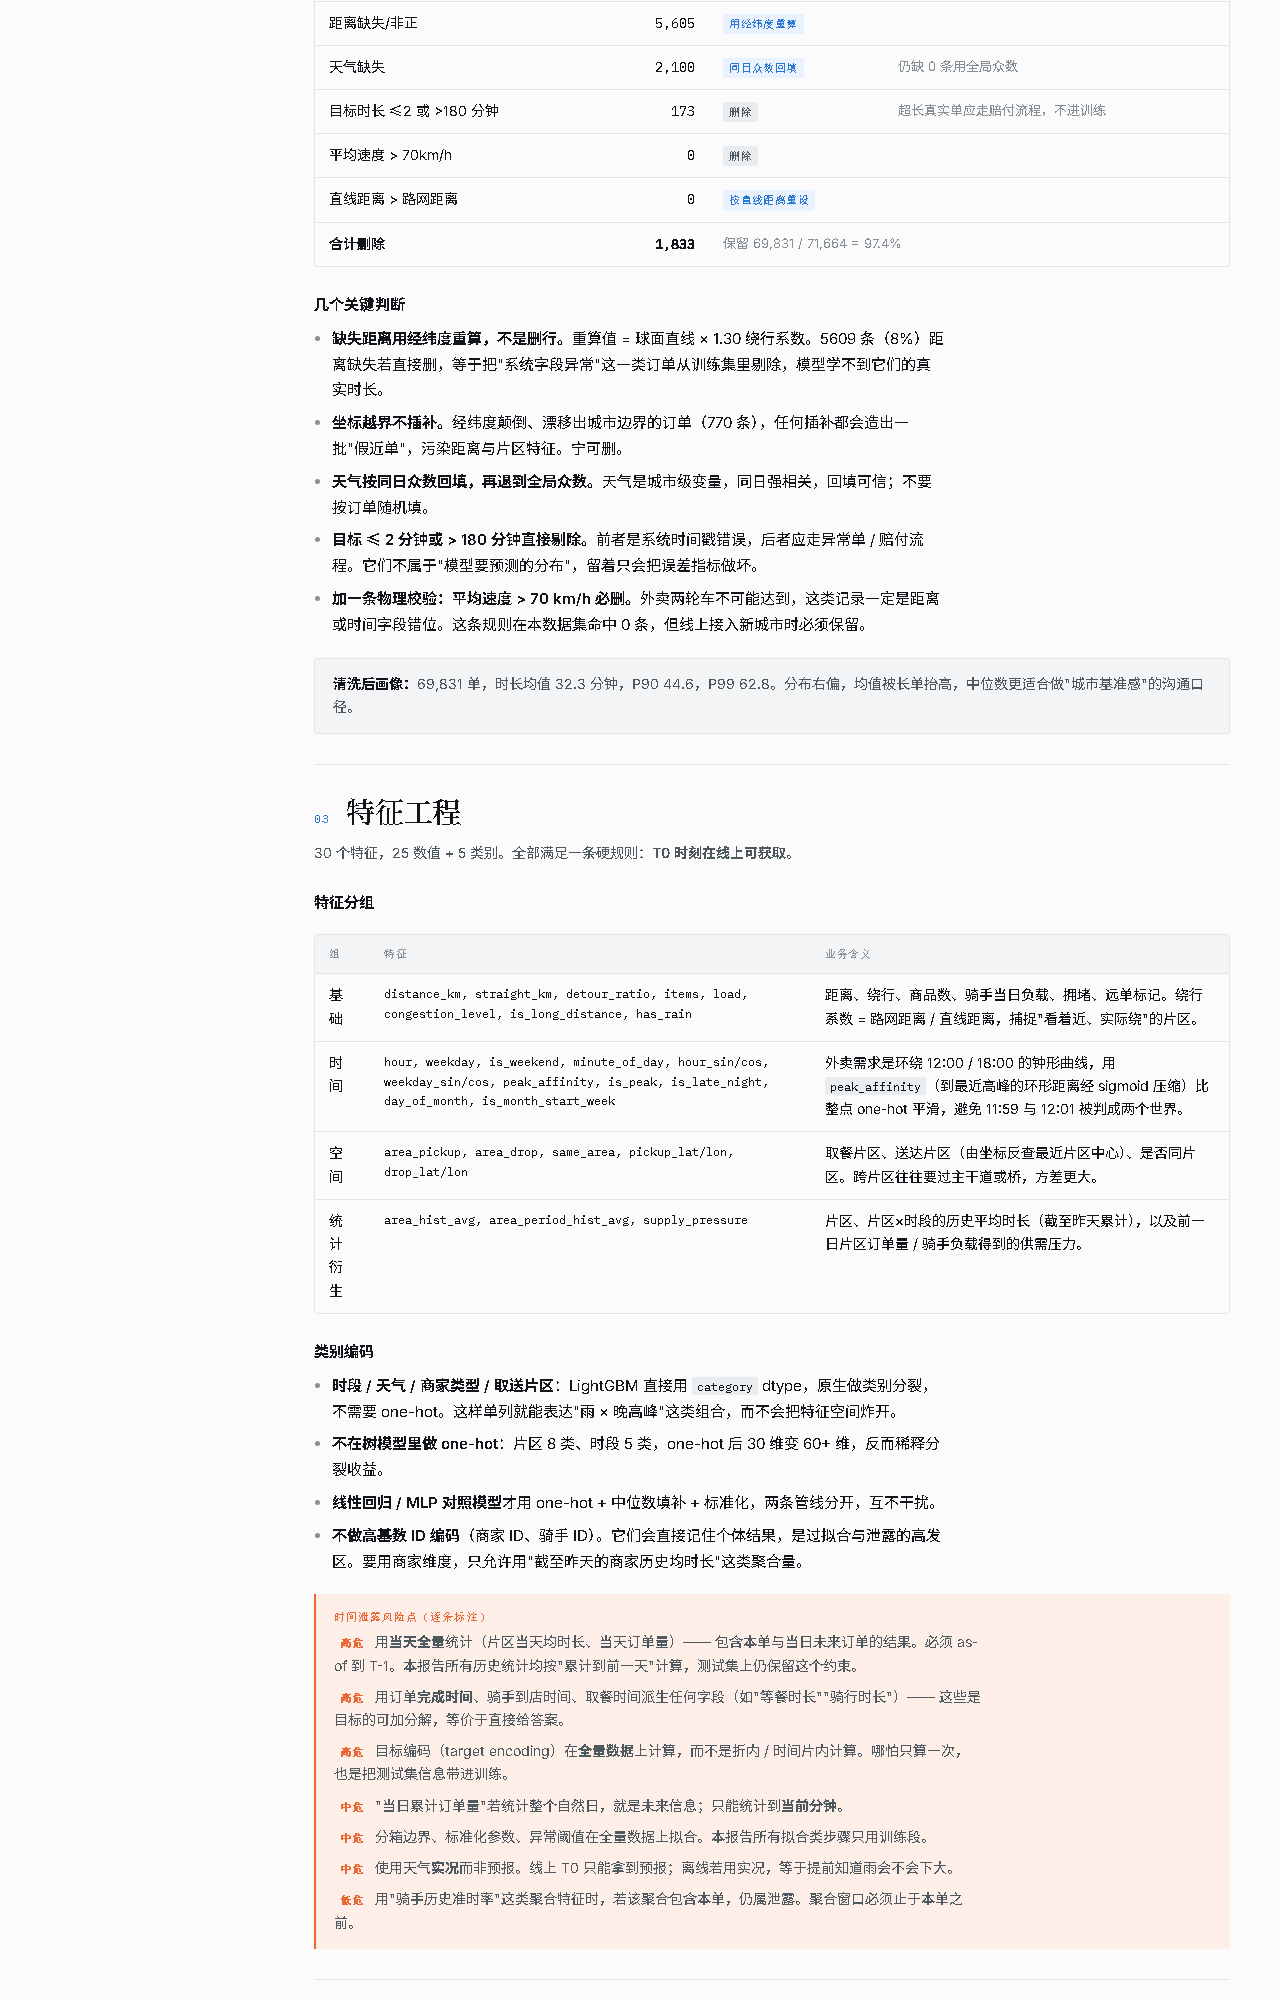 距离缺失/非正 5,605 用经纬度重算
天气缺失 2,100 同日众数回填 仍缺 0 条用全局众数
目标时长 ≤2 或 >180 分钟 173 删除 超长真实单应走赔付流程，不进训练
平均速度 > 70km/h 0 删除
直线距离 > 路网距离 0 按直线距离重设
合计删除 1,833 保留 69,831 / 71,664 = 97.4%
几个关键判断
• 缺失距离用经纬度重算，不是删行。重算值 = 球面直线 × 1.30 绕行系数。5609 条（8%）距
离缺失若直接删，等于把"系统字段异常"这一类订单从训练集里剔除，模型学不到它们的真
实时长。
• 坐标越界不插补。经纬度颠倒、漂移出城市边界的订单（770 条），任何插补都会造出一
批"假近单"，污染距离与片区特征。宁可删。
• 天气按同日众数回填，再退到全局众数。天气是城市级变量，同日强相关，回填可信；不要
按订单随机填。
• 目标 ≤ 2 分钟或 > 180 分钟直接剔除。前者是系统时间戳错误，后者应走异常单 / 赔付流
程。它们不属于"模型要预测的分布"，留着只会把误差指标做坏。
• 加一条物理校验：平均速度 > 70 km/h 必删。外卖两轮车不可能达到，这类记录一定是距离
或时间字段错位。这条规则在本数据集命中 0 条，但线上接入新城市时必须保留。
清洗后画像：69,831 单，时长均值 32.3 分钟，P90 44.6，P99 62.8。分布右偏，均值被长单抬高，中位数更适合做"城市基准感"的沟通口
径。
03 特征工程
30 个特征，25 数值 + 5 类别。全部满足一条硬规则：T0 时刻在线上可获取。
特征分组
组 特征 业务含义
基 distance_km, straight_km, detour_ratio, items, load, 距离、绕行、商品数、骑手当日负载、拥堵、远单标记。绕行
础 congestion_level, is_long_distance, has_rain 系数 = 路网距离 / 直线距离，捕捉"看着近、实际绕"的片区。
时 hour, weekday, is_weekend, minute_of_day, hour_sin/cos, 外卖需求是环绕 12:00 / 18:00 的钟形曲线，用
间 weekday_sin/cos, peak_affinity, is_peak, is_late_night, peak_affinity（到最近高峰的环形距离经 sigmoid 压缩）比
day_of_month, is_month_start_week 整点 one-hot 平滑，避免 11:59 与 12:01 被判成两个世界。
空 area_pickup, area_drop, same_area, pickup_lat/lon, 取餐片区、送达片区（由坐标反查最近片区中心）、是否同片
间 drop_lat/lon 区。跨片区往往要过主干道或桥，方差更大。
统 area_hist_avg, area_period_hist_avg, supply_pressure 片区、片区×时段的历史平均时长（截至昨天累计），以及前一
计 日片区订单量 / 骑手负载得到的供需压力。
衍
生
类别编码
• 时段 / 天气 / 商家类型 / 取送片区：LightGBM 直接用 category dtype，原生做类别分裂，
不需要 one-hot。这样单列就能表达"雨 × 晚高峰"这类组合，而不会把特征空间炸开。
• 不在树模型里做 one-hot：片区 8 类、时段 5 类，one-hot 后 30 维变 60+ 维，反而稀释分
裂收益。
• 线性回归 / MLP 对照模型才用 one-hot + 中位数填补 + 标准化，两条管线分开，互不干扰。
• 不做高基数 ID 编码（商家 ID、骑手 ID）。它们会直接记住个体结果，是过拟合与泄露的高发
区。要用商家维度，只允许用"截至昨天的商家历史均时长"这类聚合量。
时间泄露风险点（逐条标注）
高危 用当天全量统计（片区当天均时长、当天订单量）—— 包含本单与当日未来订单的结果。必须 as-
of 到 T-1。本报告所有历史统计均按"累计到前一天"计算，测试集上仍保留这个约束。
高危 用订单完成时间、骑手到店时间、取餐时间派生任何字段（如"等餐时长""骑行时长"）—— 这些是
目标的可加分解，等价于直接给答案。
高危 目标编码（target encoding）在全量数据上计算，而不是折内 / 时间片内计算。哪怕只算一次，
也是把测试集信息带进训练。
中危 "当日累计订单量"若统计整个自然日，就是未来信息；只能统计到当前分钟。
中危 分箱边界、标准化参数、异常阈值在全量数据上拟合。本报告所有拟合类步骤只用训练段。
中危 使用天气实况而非预报。线上 T0 只能拿到预报；离线若用实况，等于提前知道雨会不会下大。
低危 用"骑手历史准时率"这类聚合特征时，若该聚合包含本单，仍属泄露。聚合窗口必须止于本单之
前。